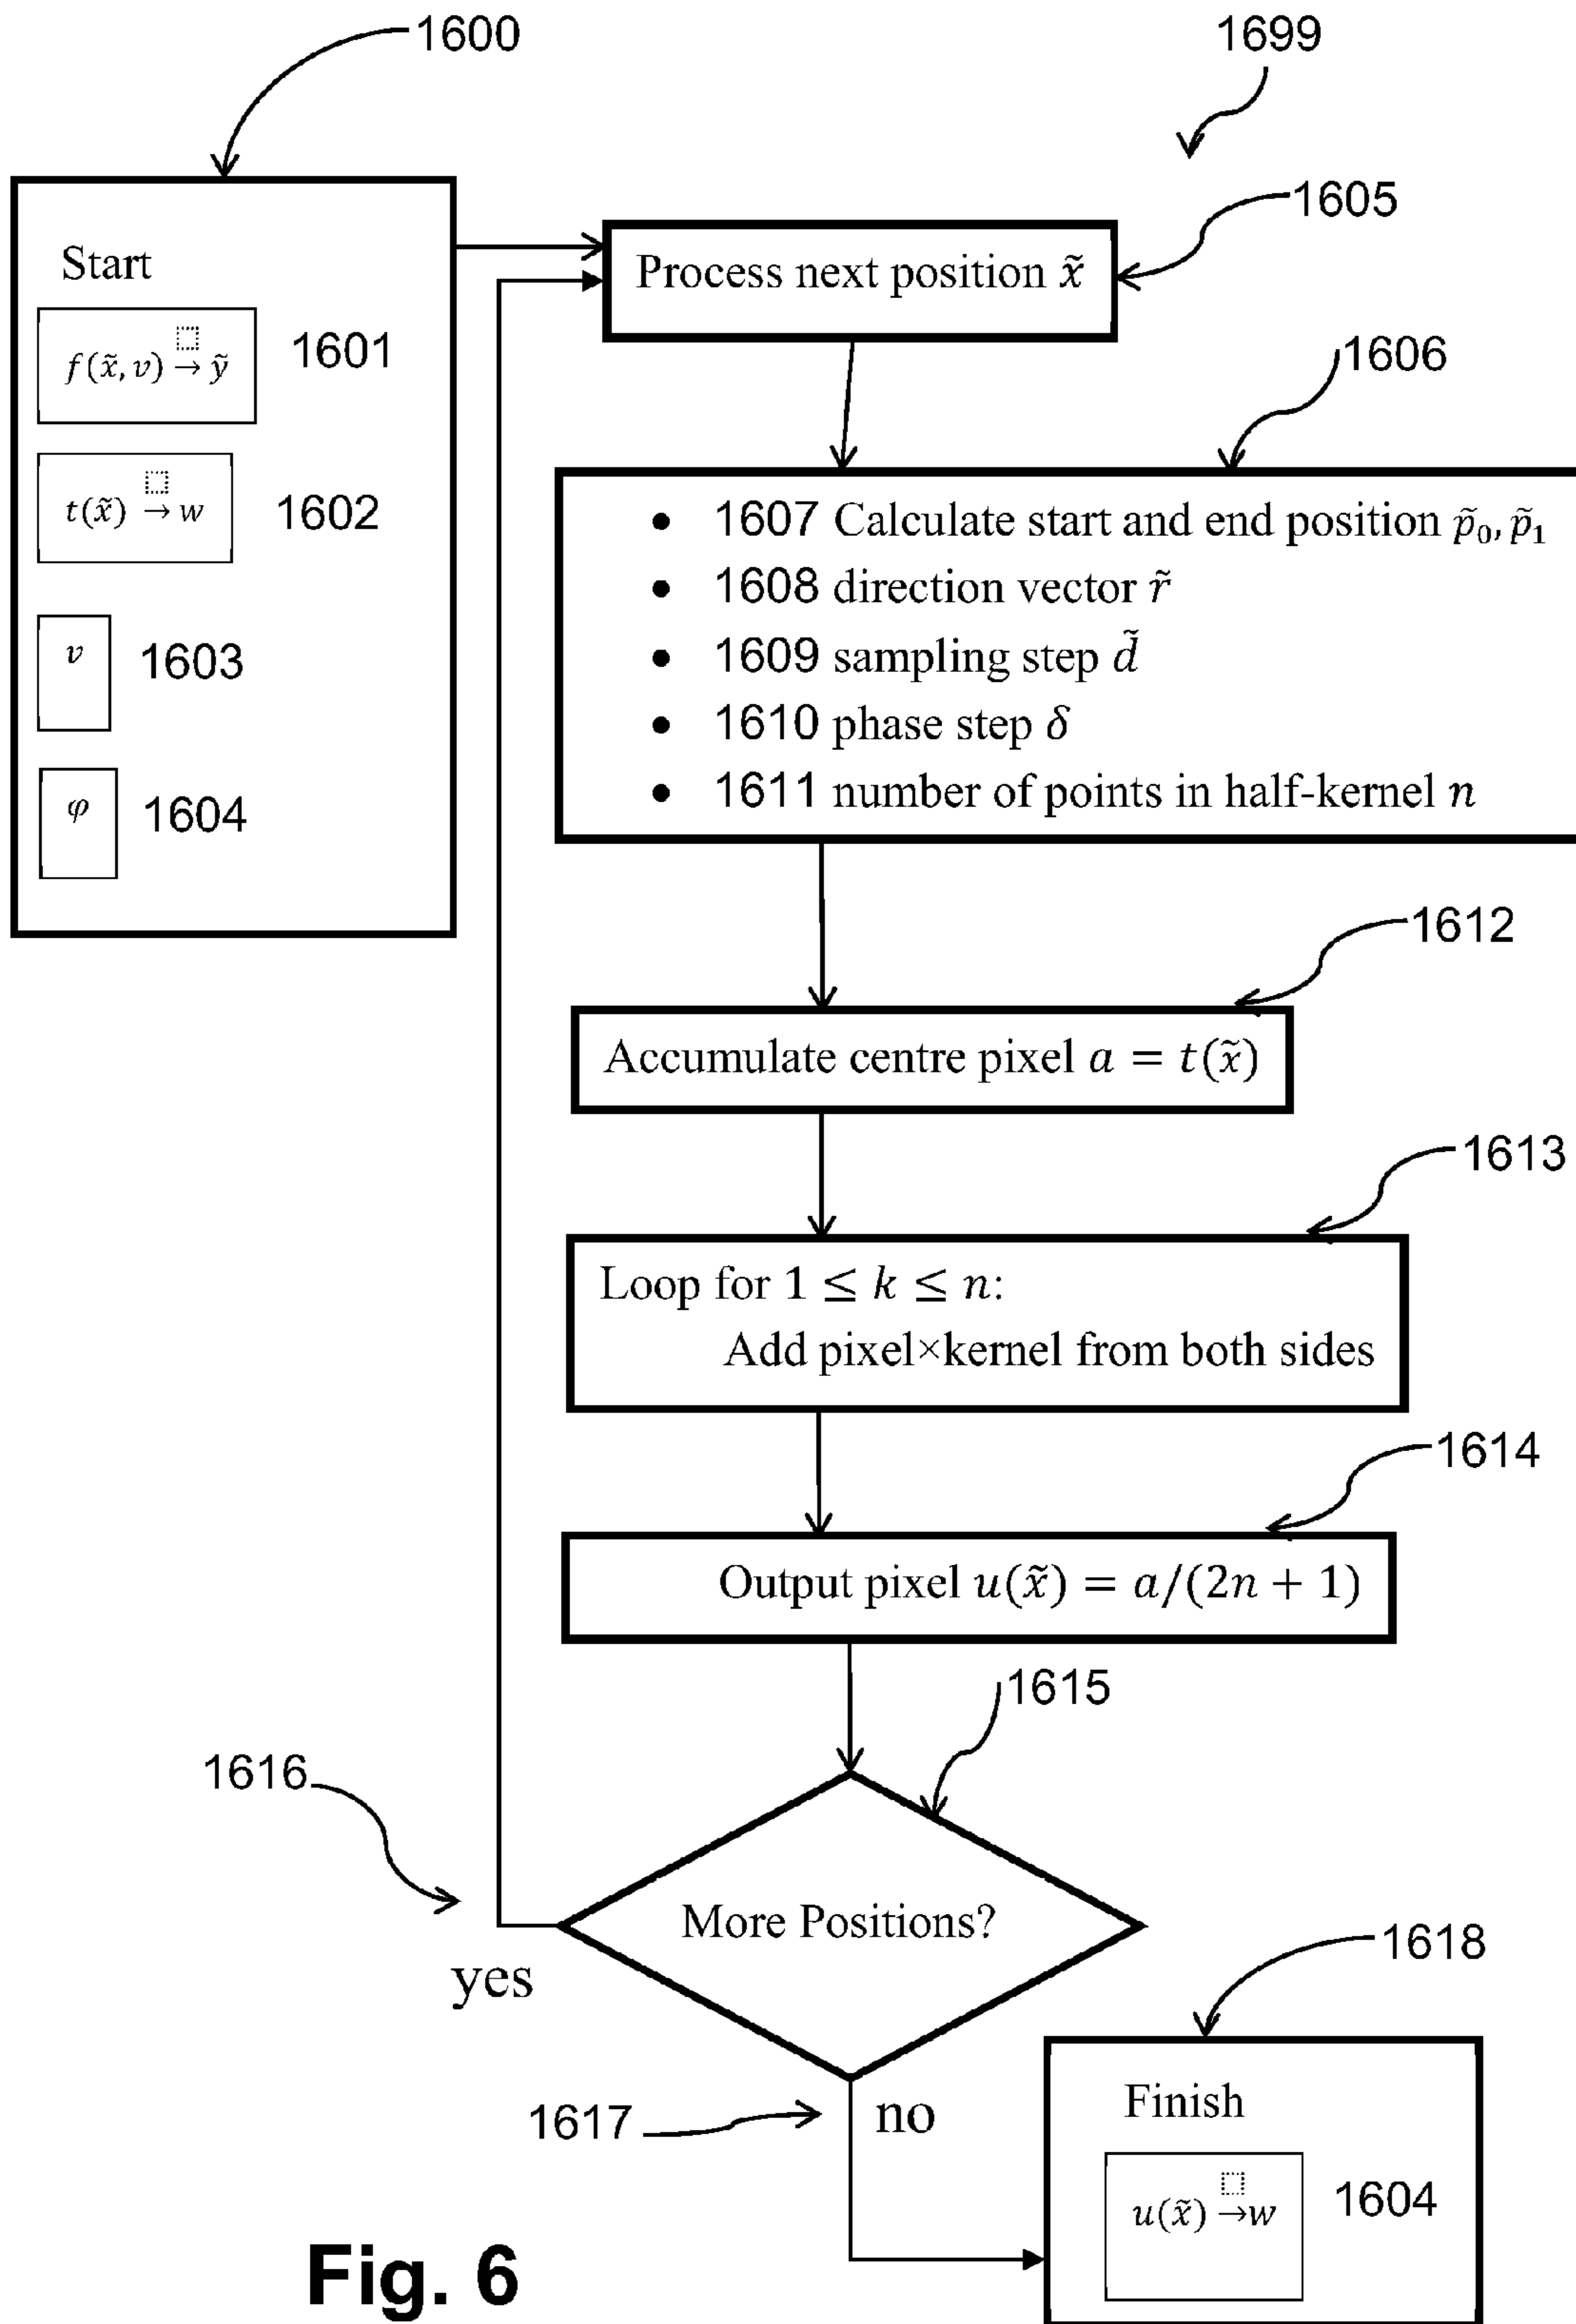 1600
1699
Start
f(x̃, v) → ỹ 1601
t(x̃) → w 1602
v 1603
φ 1604
Process next position x̃
1605
1606
• 1607 Calculate start and end position p̃₀, p̃₁
• 1608 direction vector r̃
• 1609 sampling step d̃
• 1610 phase step δ
• 1611 number of points in half-kernel n
1612
Accumulate centre pixel a = t(x̃)
1613
Loop for 1 ≤ k ≤ n:
Add pixel×kernel from both sides
1614
Output pixel u(x̃) = a/(2n + 1)
1615
1616
More Positions?
yes
1618
1617
no
Finish
u(x̃) → w 1604
Fig. 6